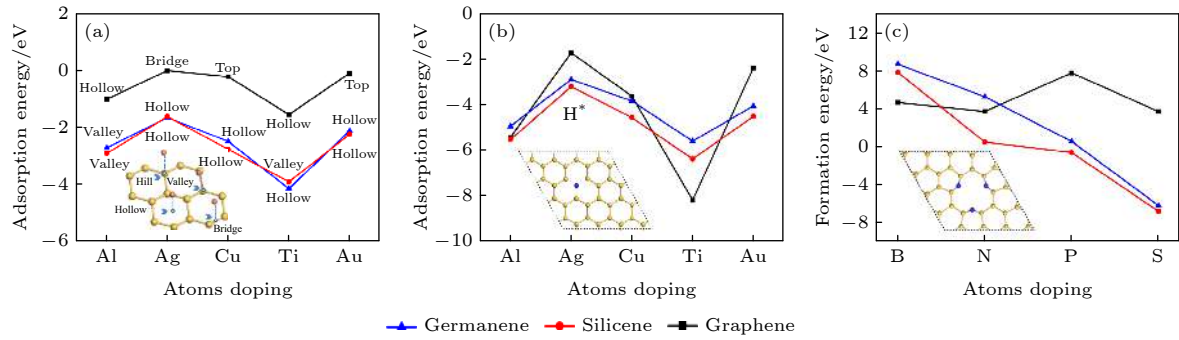 (a)
Adsorption energy/eV
2
0
−2
−4
−6
Hollow
Bridge
Top
Hollow
Top
Valley
Hollow
Hollow
Valley
Hollow
Hollow
Valley
Hollow
Hollow
Hill
Valley
Hollow
Bridge
Al Ag Cu Ti Au
Atoms doping
(b)
Adsorption energy/eV
0
−2
−4
−6
−8
−10
H*
Al Ag Cu Ti Au
Atoms doping
(c)
Formation energy/eV
12
8
4
0
−4
−8
B N P S
Atoms doping
Germanene Silicene Graphene